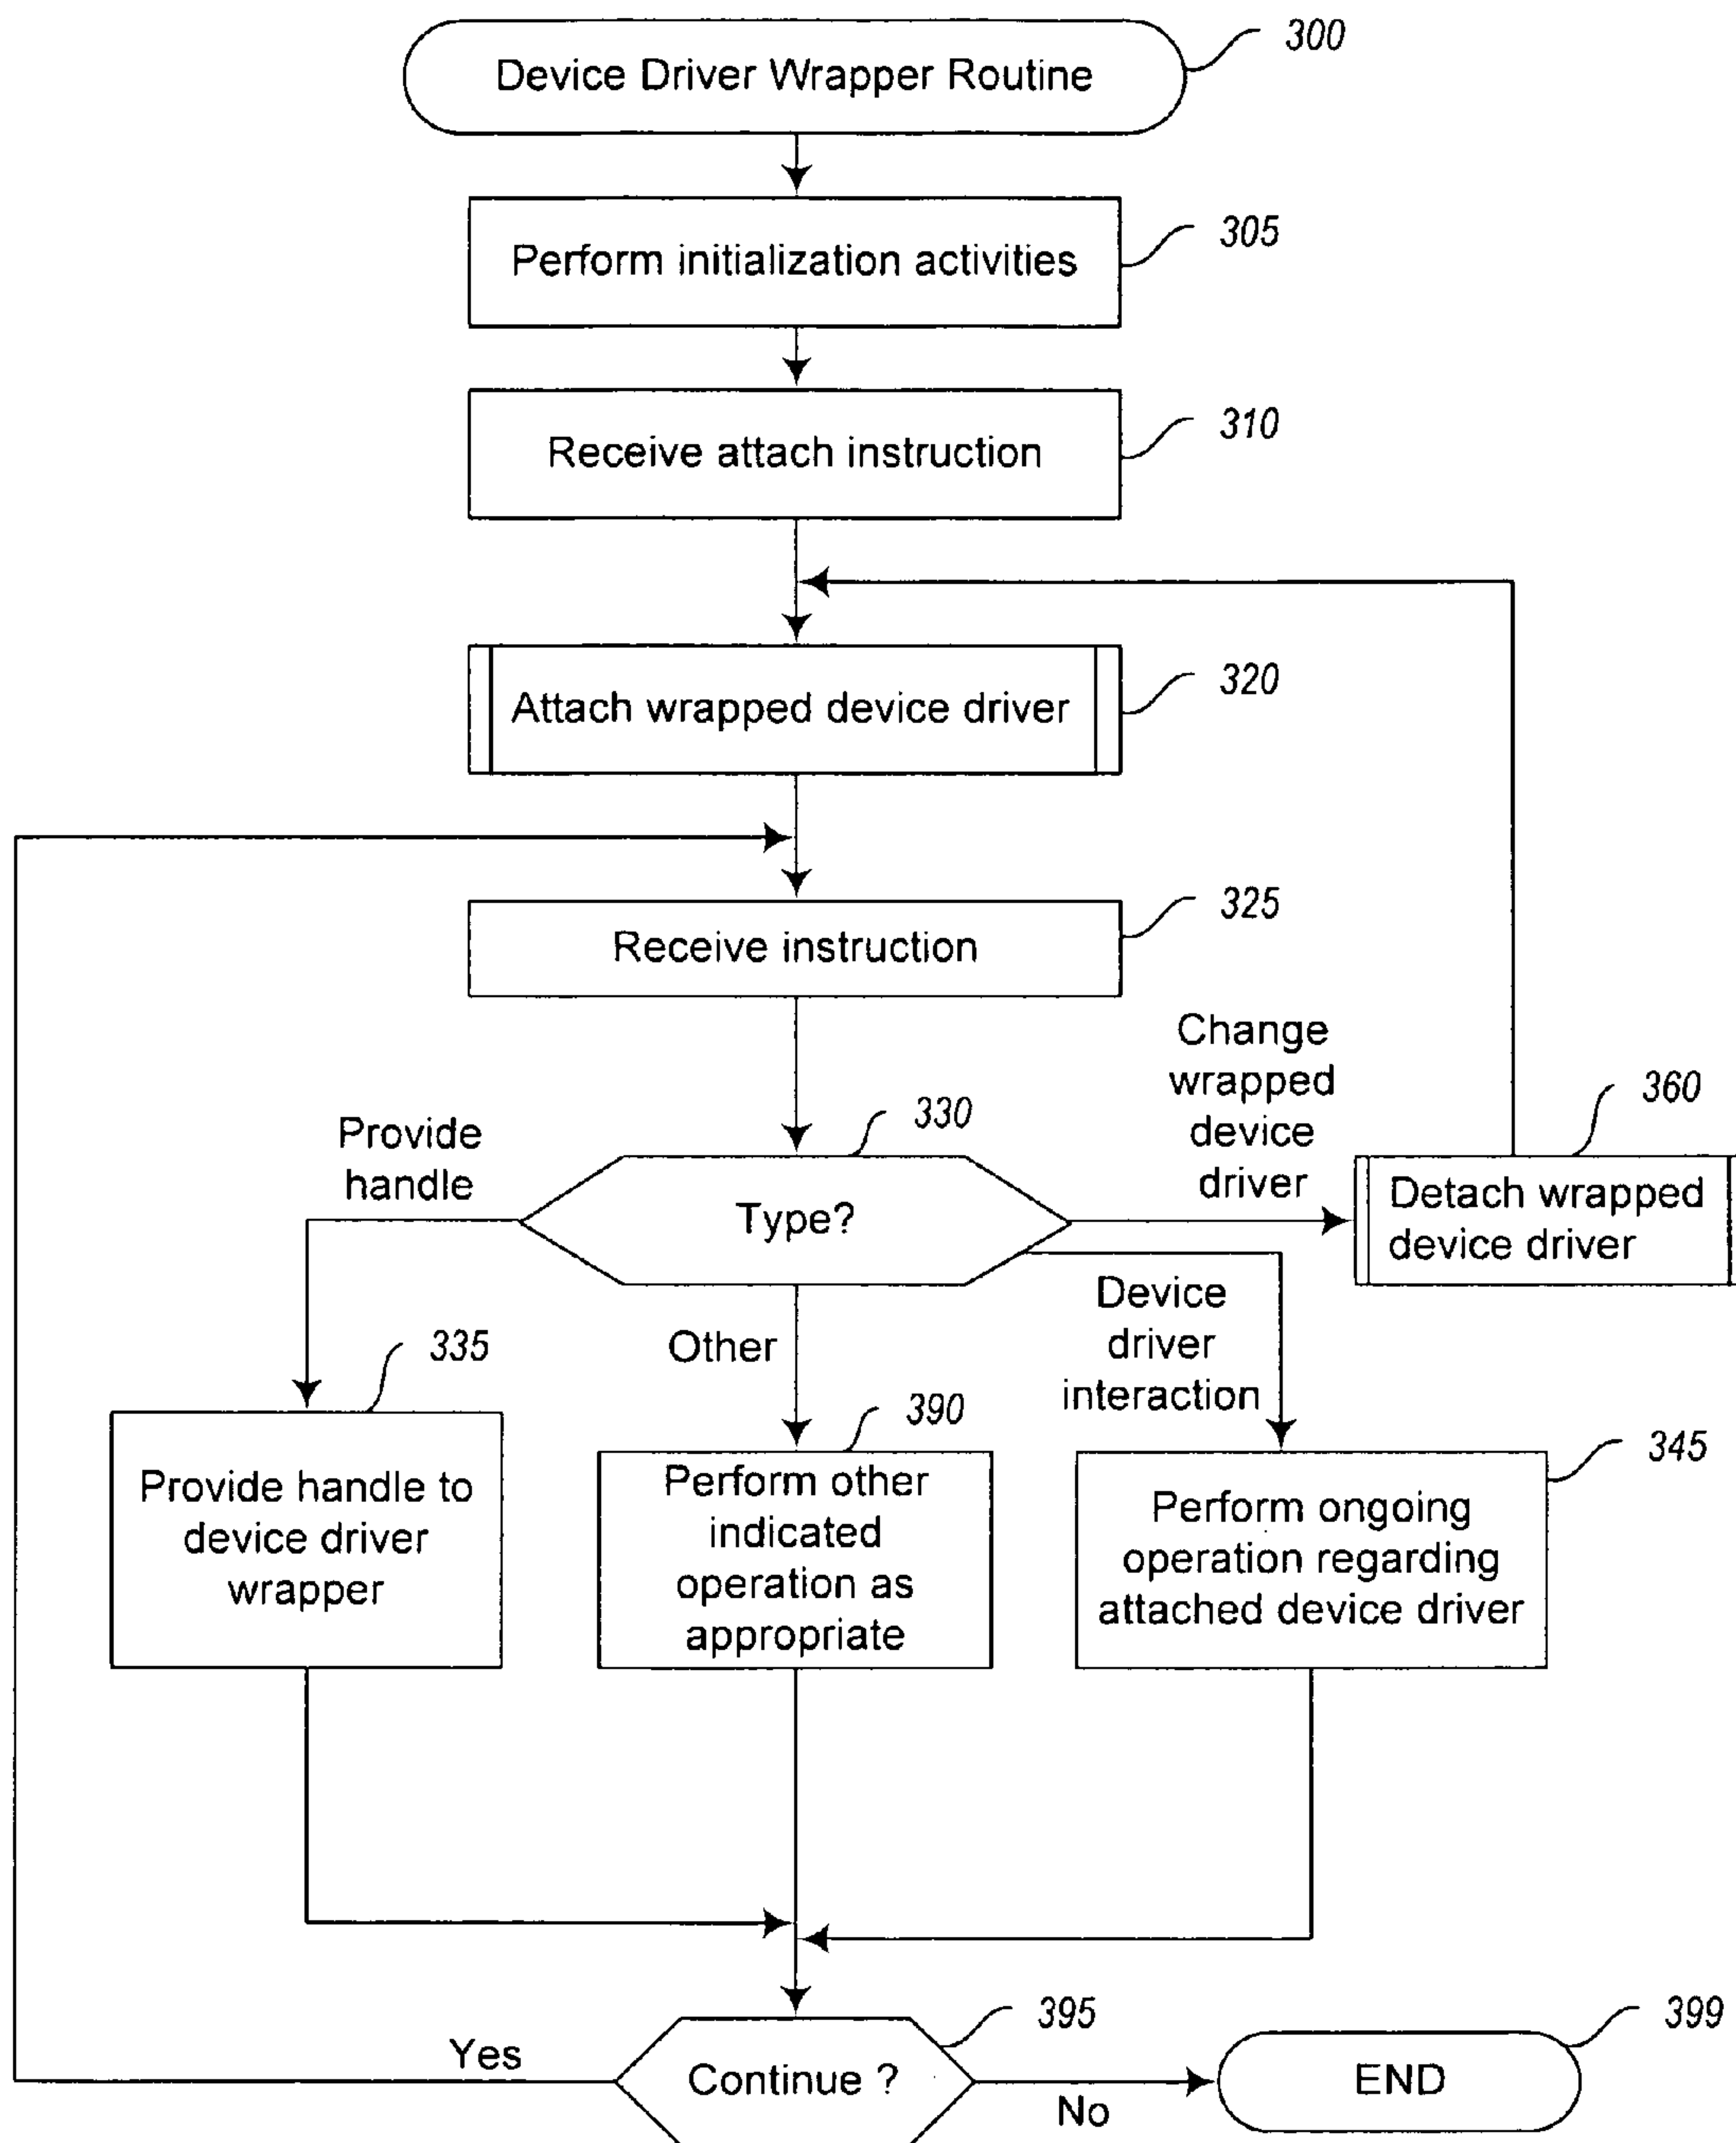 300
Device Driver Wrapper Routine
305
Perform initialization activities
310
Receive attach instruction
320
Attach wrapped device driver
325
Receive instruction
Change
wrapped
device
driver
360
330
Provide
handle
Type?
Detach wrapped
device driver
Device
driver
interaction
Other
335
390
345
Provide handle to
device driver
wrapper
Perform other
indicated
operation as
appropriate
Perform ongoing
operation regarding
attached device driver
395
399
Yes
Continue ?
No
END